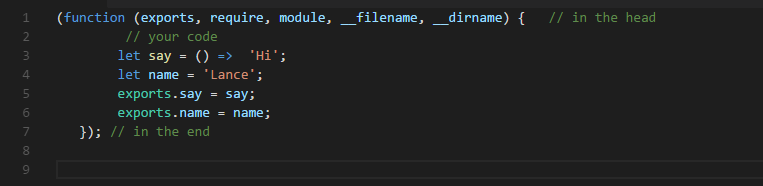 1 (function (exports, require, module, __filename, __dirname) {   // in the head
2         // your code
3        let say = () =>  'Hi';
4        let name = 'Lance';
5        exports.say = say;
6        exports.name = name;
7   }); // in the end
8
9